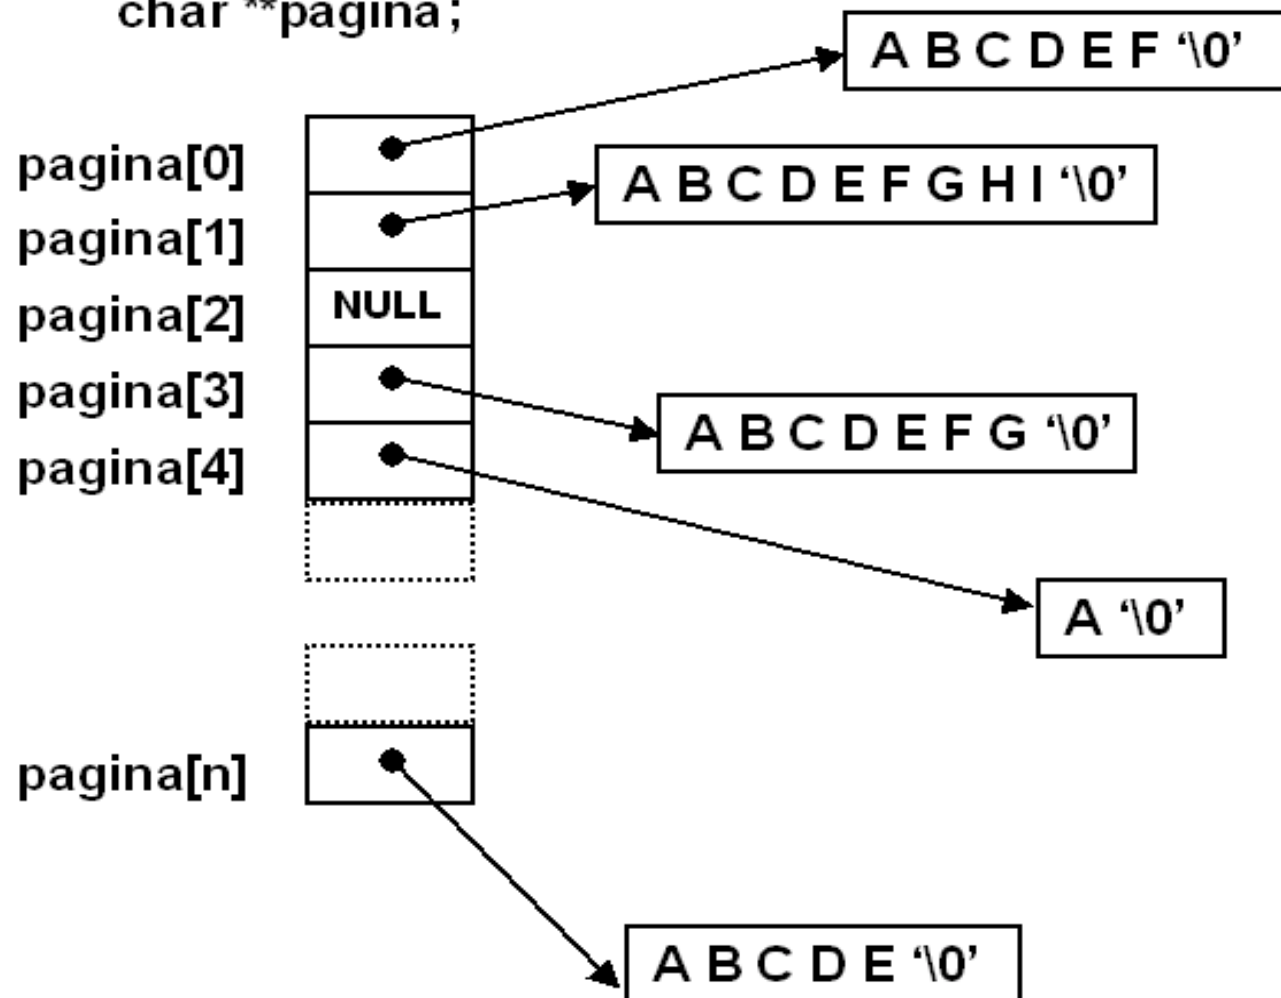 char **pagina;
A B C D E F ‘\0’
pagina[0]
A B C D E F G H I ‘\0’
pagina[1]
NULL
pagina[2]
pagina[3]
A B C D E F G ‘\0’
pagina[4]
A ‘\0’
pagina[n]
A B C D E ‘\0’